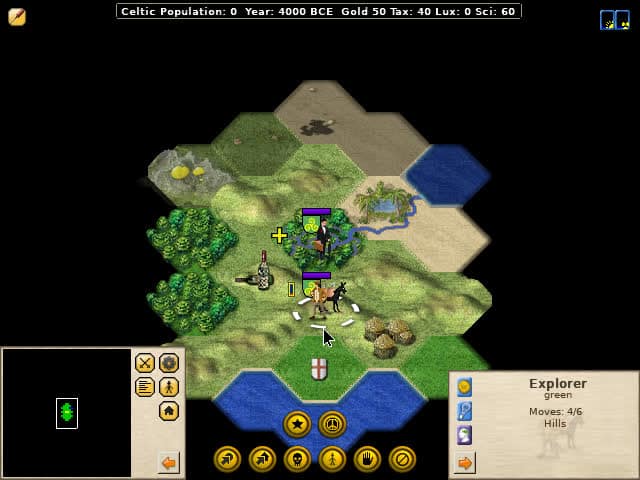 Celtic Population: 0 Year: 4000 BCE Gold 50 Tax: 40 Lux: 0 Sci: 60
Explorer
green
Moves: 4/6
Hills